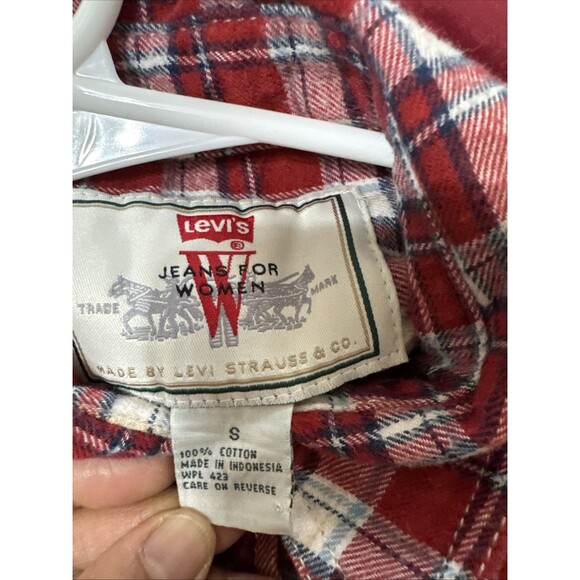 Levi's
®
W
JEANS FOR
WOMEN
TRADE MARK
MADE BY LEVI STRAUSS & CO.
S
100% COTTON
MADE IN INDONESIA
WPL 423
CARE ON REVERSE